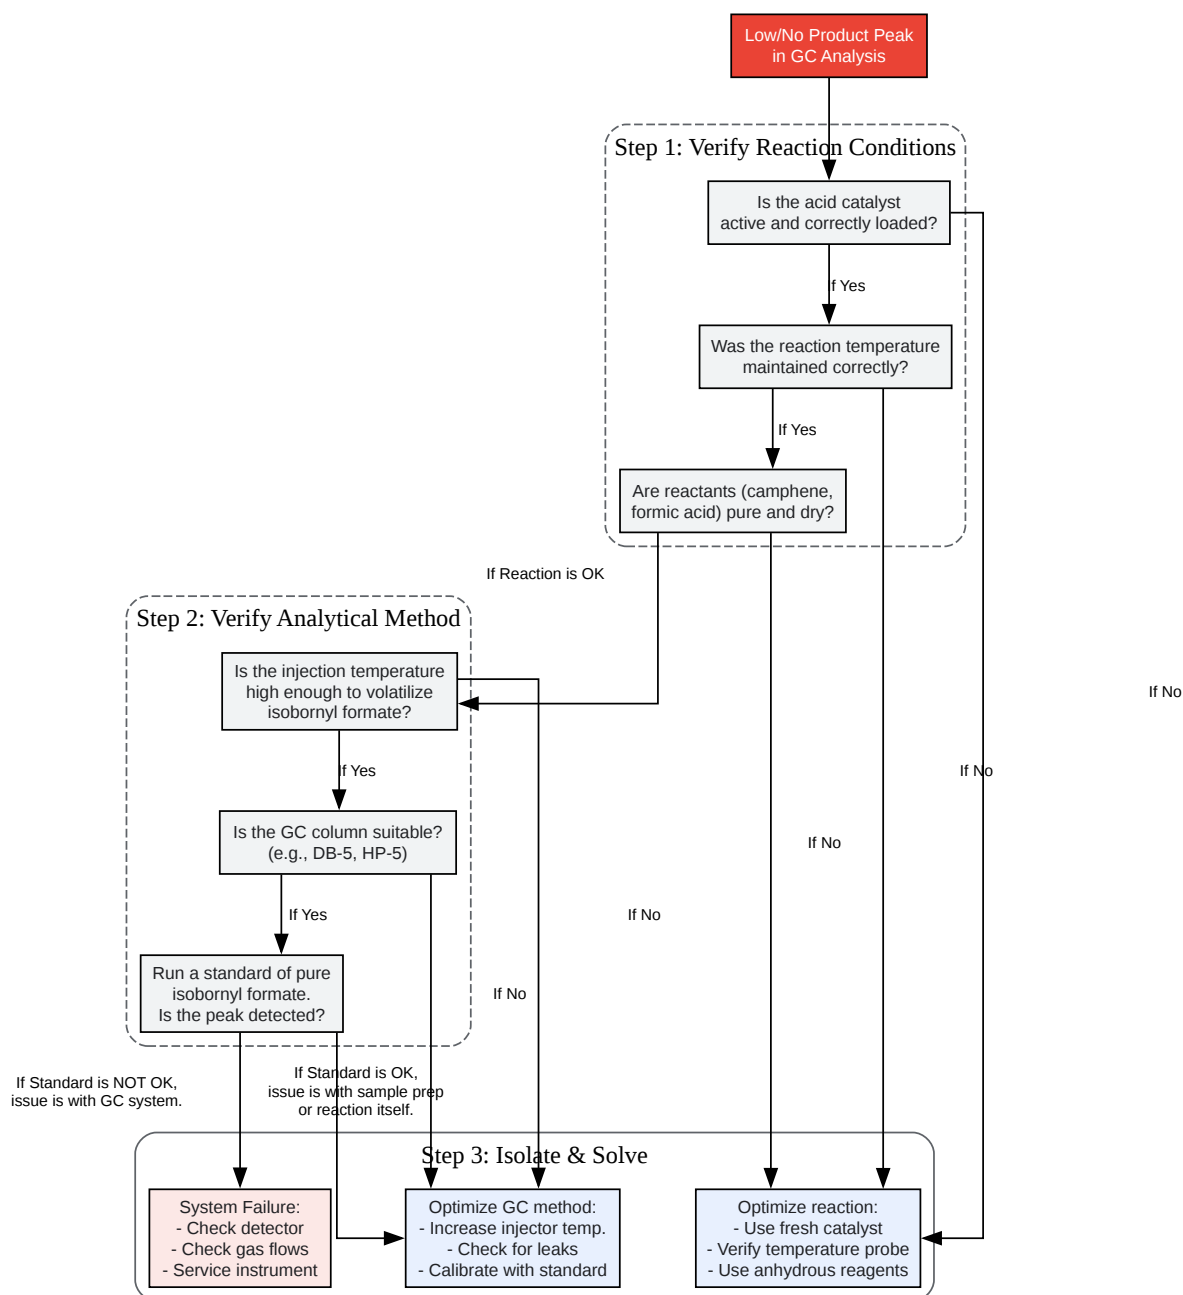 Low/No Product Peak
in GC Analysis
Step 1: Verify Reaction Conditions
Is the acid catalyst
active and correctly loaded?
If Yes
Was the reaction temperature
maintained correctly?
If Yes
Are reactants (camphene,
formic acid) pure and dry?
If Reaction is OK
Step 2: Verify Analytical Method
Is the injection temperature
high enough to volatilize
isobornyl formate?
If No
If Yes
If No
Is the GC column suitable?
(e.g., DB-5, HP-5)
If No
If Yes
If No
Run a standard of pure
isobornyl formate.
Is the peak detected?
If No
If Standard is NOT OK,
issue is with GC system.
If Standard is OK,
issue is with sample prep
or reaction itself.
Step 3: Isolate & Solve
System Failure:
- Check detector
- Check gas flows
- Service instrument
Optimize GC method:
- Increase injector temp.
- Check for leaks
- Calibrate with standard
Optimize reaction:
- Use fresh catalyst
- Verify temperature probe
- Use anhydrous reagents